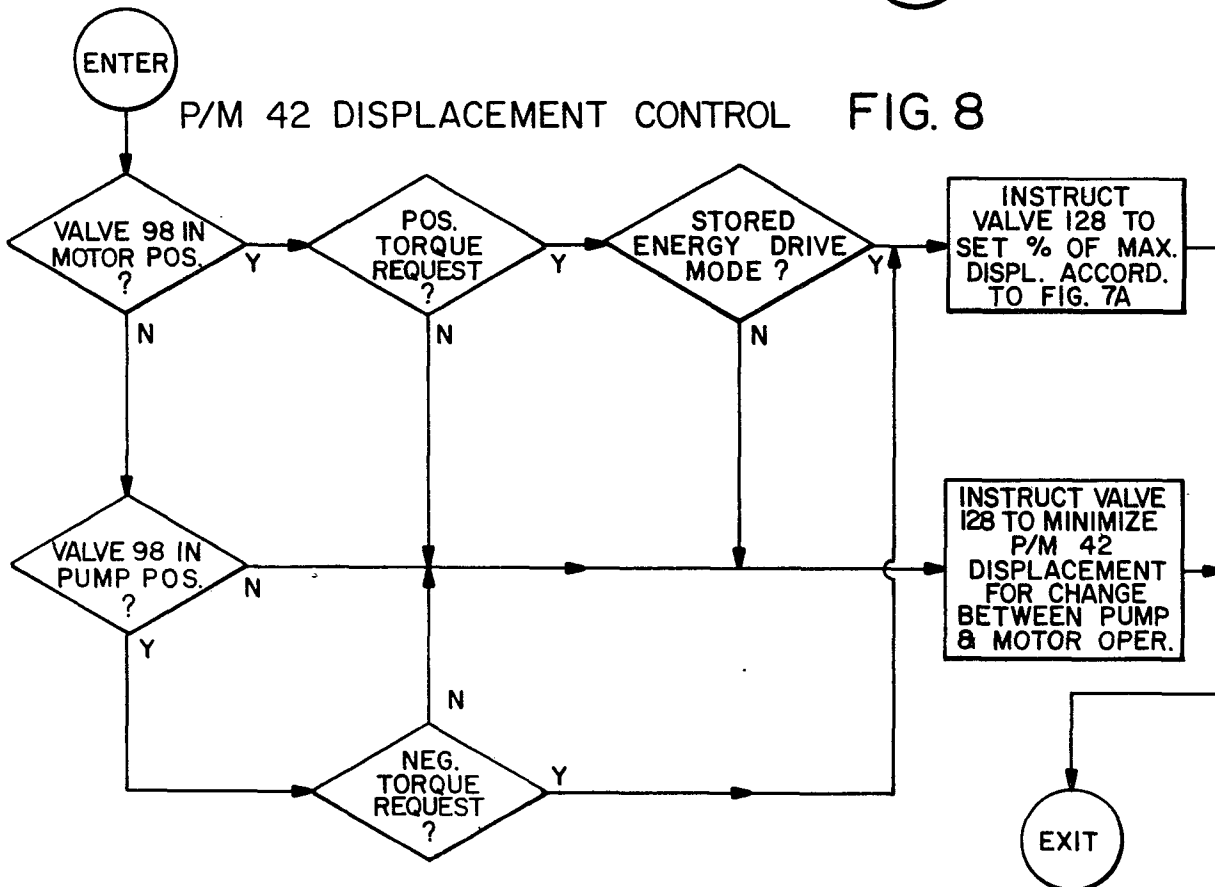 ENTER
P/M 42 DISPLACEMENT CONTROL FIG. 8
VALVE 98 IN
MOTOR POS.
?
Y
N
POS.
TORQUE
REQUEST
?
Y
N
STORED
ENERGY DRIVE
MODE ?
Y
N
INSTRUCT
VALVE 128 TO
SET % OF MAX.
DISPL. ACCORD.
TO FIG. 7A
VALVE 98 IN
PUMP POS.
?
N
Y
INSTRUCT VALVE
128 TO MINIMIZE
P/M 42
DISPLACEMENT
FOR CHANGE
BETWEEN PUMP
& MOTOR OPER.
N
NEG.
TORQUE
REQUEST
?
Y
EXIT